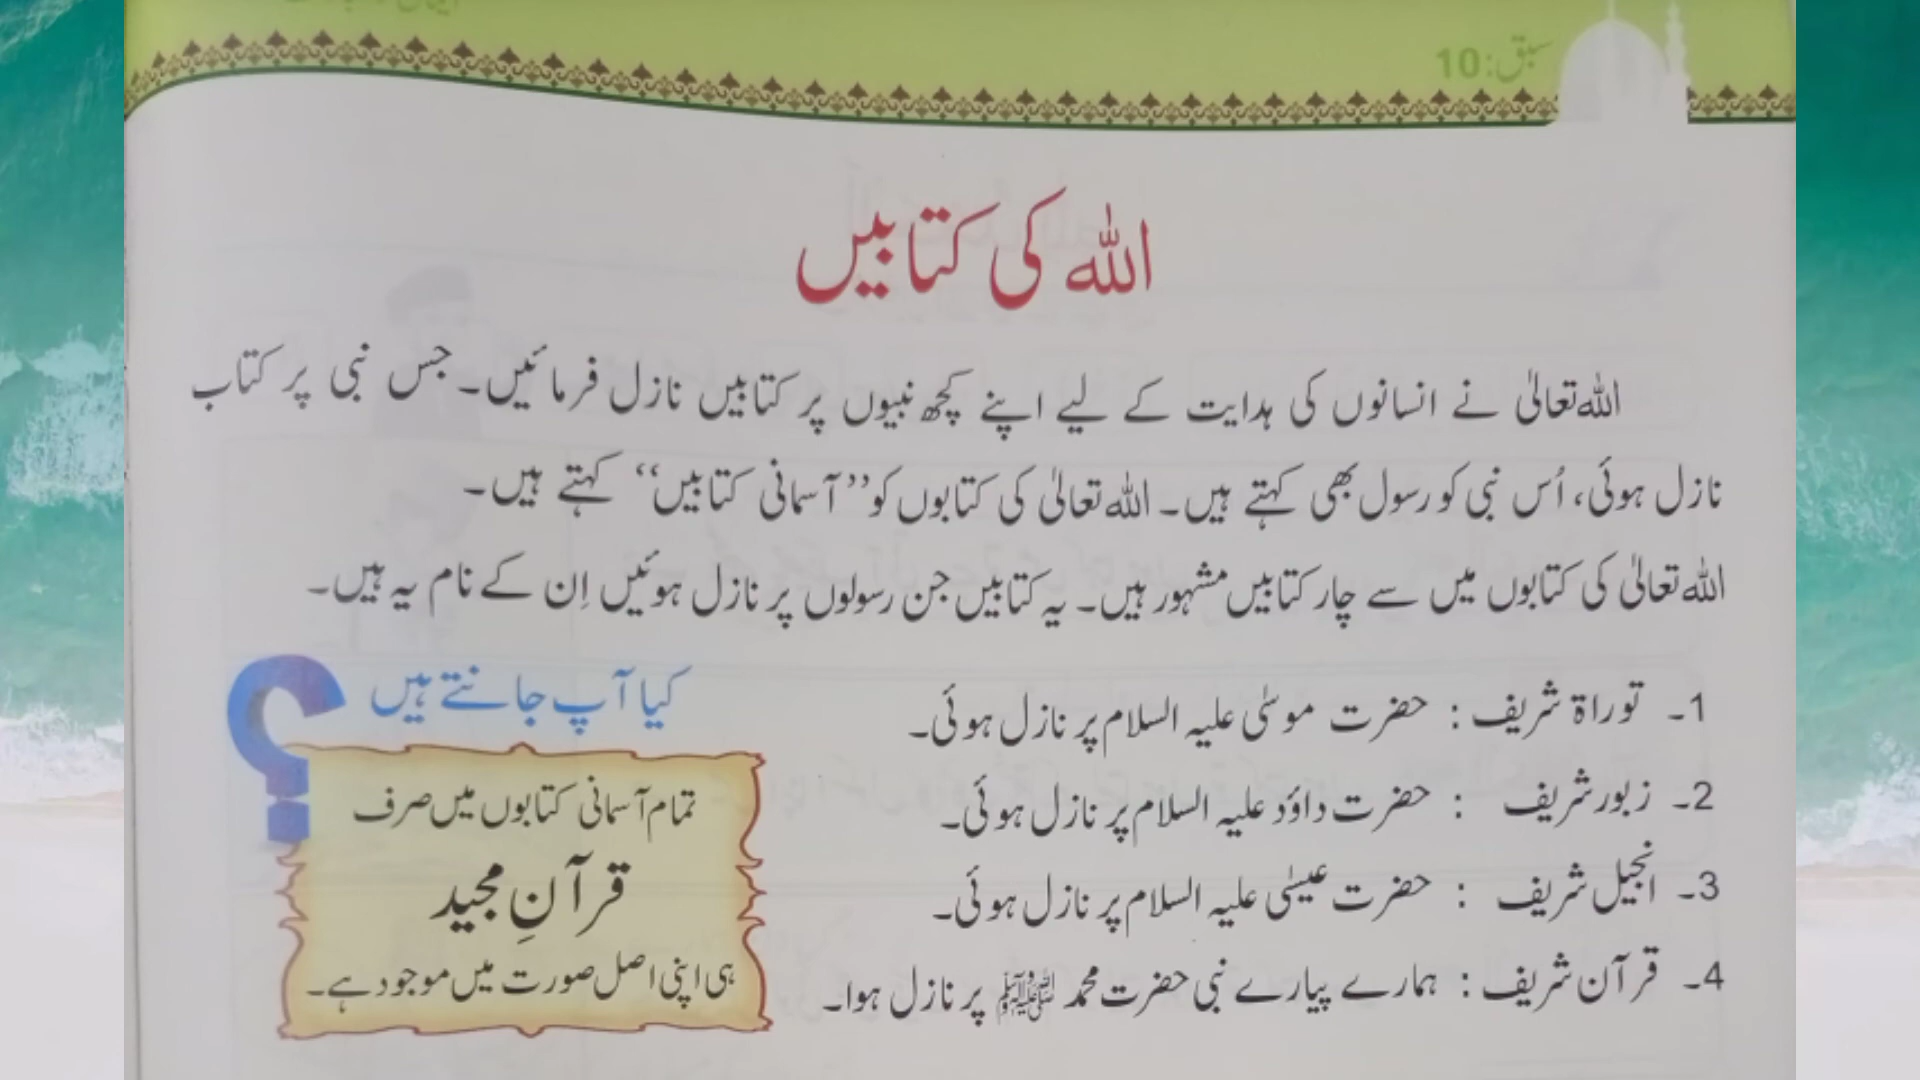 سبق:10
اللہ کی کتابیں
اللہ تعالیٰ نے انسانوں کی ہدایت کے لیے اپنے کچھ نبیوں پر کتابیں نازل فرمائیں۔ جس نبی پر کتاب
نازل ہوئی، اُس نبی کو رسول بھی کہتے ہیں۔ اللہ تعالیٰ کی کتابوں کو ’’آسمانی کتابیں‘‘ کہتے ہیں۔
اللہ تعالیٰ کی کتابوں میں سے چار کتابیں مشہور ہیں۔ یہ کتابیں جن رسولوں پر نازل ہوئیں اِن کے نام یہ ہیں۔
1۔ توراۃ شریف : حضرت موسیٰ علیہ السلام پر نازل ہوئی۔
2۔ زبور شریف : حضرت داؤد علیہ السلام پر نازل ہوئی۔
3۔ انجیل شریف : حضرت عیسیٰ علیہ السلام پر نازل ہوئی۔
4۔ قرآن شریف : ہمارے پیارے نبی حضرت محمد ﷺ پر نازل ہوا۔
کیا آپ جانتے ہیں
؟
تمام آسمانی کتابوں میں صرف
قرآنِ مجید
ہی اپنی اصل صورت میں موجود ہے۔